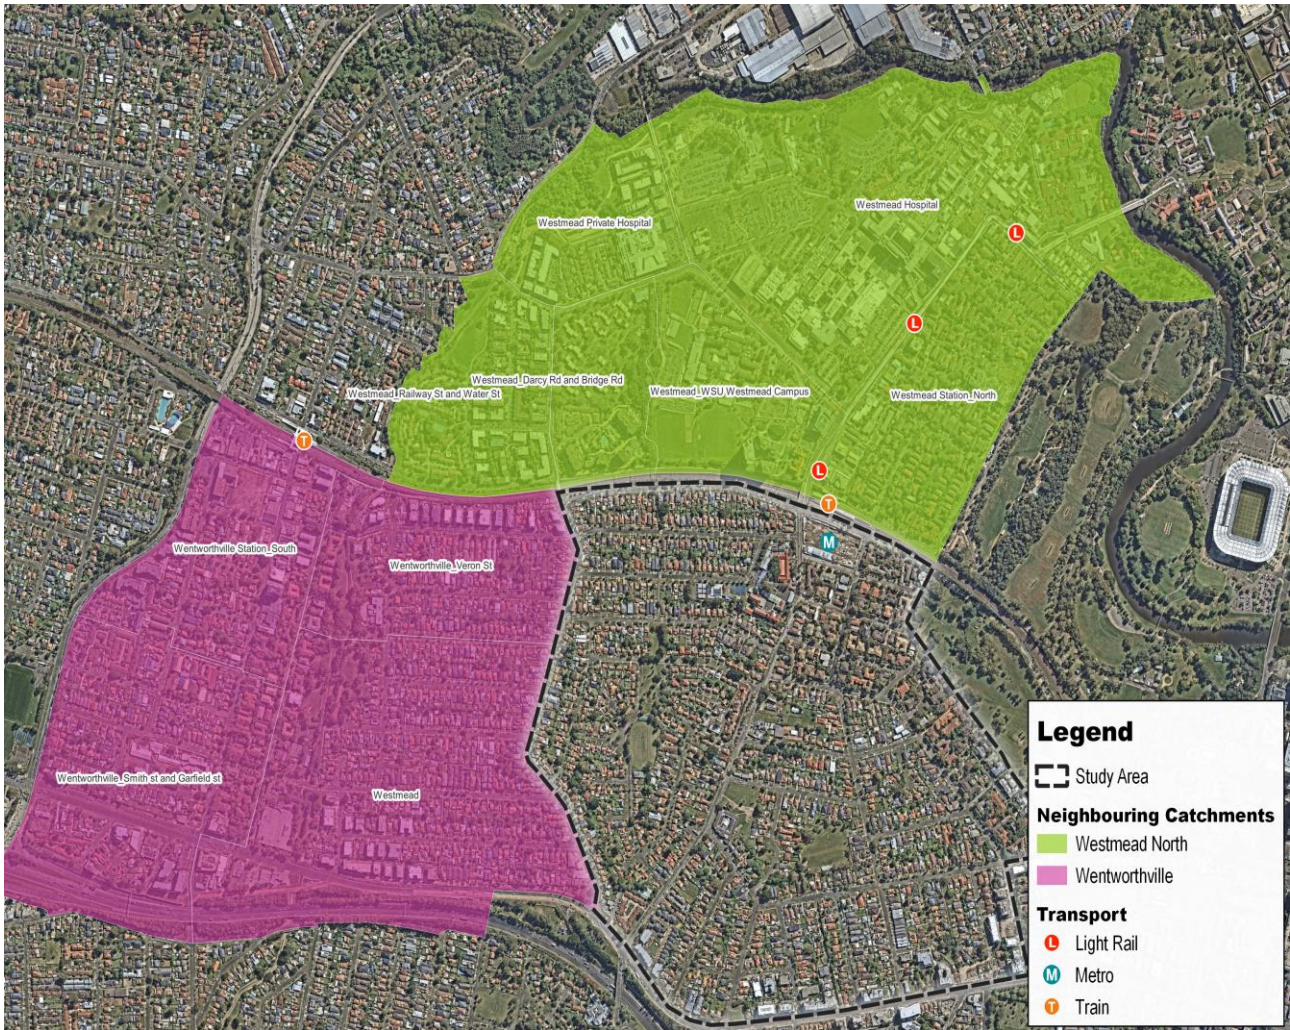 Westmead Hospital
Westmead Private Hospital
L
L
Westmead_Darcy Rd and Bridge Rd
Westmead_Railway St and Water St
Westmead_WSU Westmead Campus
Westmead Station_North
T
L
T
M
Wentworthville Station_South
Wentworthville_Veron St
Wentworthville_Smith st and Garfield st
Westmead
Legend
Study Area
Neighbouring Catchments
Westmead North
Wentworthville
Transport
L Light Rail
M Metro
T Train